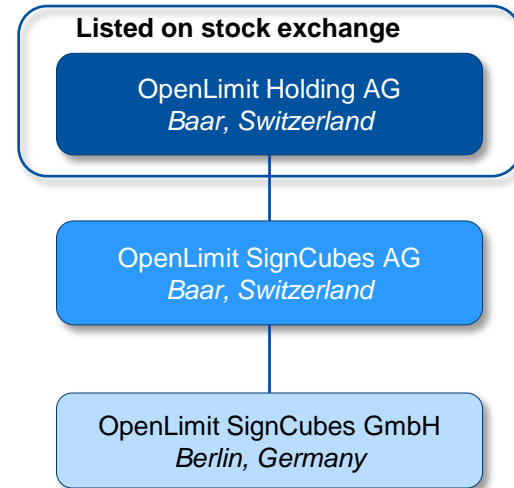 Listed on stock exchange
OpenLimit Holding AG
Baar, Switzerland
OpenLimit SignCubes AG
Baar, Switzerland
OpenLimit SignCubes GmbH
Berlin, Germany